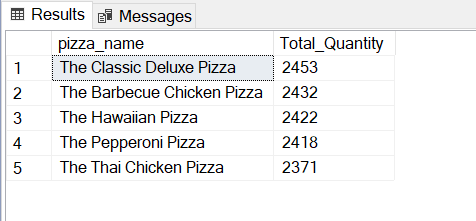 Results Messages
pizza_name Total_Quantity
1 The Classic Deluxe Pizza 2453
2 The Barbecue Chicken Pizza 2432
3 The Hawaiian Pizza 2422
4 The Pepperoni Pizza 2418
5 The Thai Chicken Pizza 2371